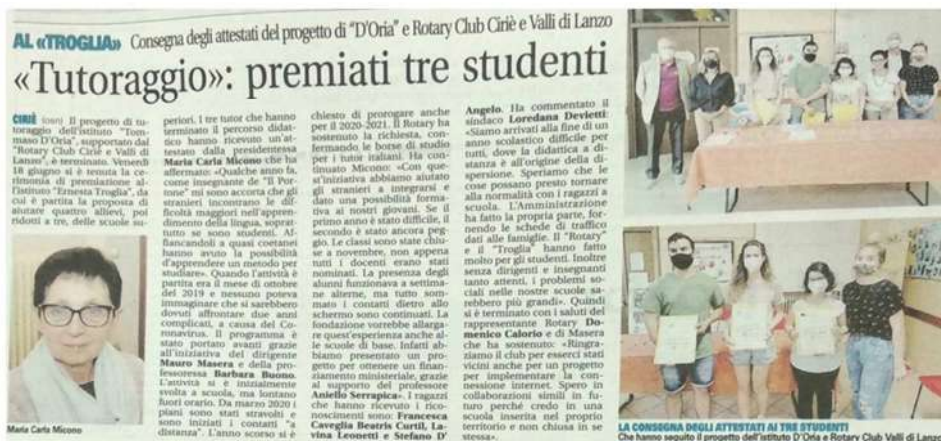 AL «TROGLIA» Consegna degli attestati del progetto di "D'Oria" e Rotary Club Ciriè e Valli di Lanzo
«Tutoraggio»: premiati tre studenti
CIRIÈ Il progetto di tu-
toraggio dell'istituto "Tom-
maso D'Oria", supportato dal
"Rotary Club Ciriè e Valli di
Lanzo", è terminato. Venerdì
18 giugno si è tenuta la ce-
rimonia di premiazione al-
l'istituto "Ernesta Troglia", da
cui è partita la proposta di
aiutare quattro allievi, poi
ridotti a tre, delle scuole su-
Maria Carla Micono
periori. I tre tutor che hanno
terminato il percorso didat-
tico hanno ricevuto un'at-
testato dalla presidentessa
Maria Carla Micono che ha
affermato: «Qualche anno fa,
come insegnante de "Il Por-
tone" mi sono accorta che gli
stranieri incontrano le dif-
ficoltà maggiori nell'appren-
dimento della lingua, soprat-
tutto se sono studenti. Af-
fiancandoli a quasi coetanei
hanno avuto la possibilità
d'apprendere un metodo per
studiare». Quando l'attività è
partita era il mese di ottobre
del 2019 e nessuno poteva
immaginare che si sarebbero
dovuti affrontare due anni
complicati, a causa del Co-
ronavirus. Il programma è
stato portato avanti grazie
all'iniziativa del dirigente
Mauro Masera e della pro-
fessoressa Barbara Buono.
L'attività si è inizialmente
svolta a scuola, ma lontano
fuori orario. Da marzo 2020 i
piani sono stati stravolti e
sono iniziati i contatti "a
distanza". L'anno scorso si è
chiesto di prorogare anche
per il 2020-2021. Il Rotary ha
sostenuto la richiesta, con-
fermando le borse di studio
per i tutor italiani. Ha con-
tinuato Micono: «Con que-
st'iniziativa abbiamo aiutato
gli stranieri a integrarsi e
dato una possibilità forma-
tiva ai nostri giovani. Se il
primo anno è stato difficile, il
secondo è stato ancora peg-
gio. Le classi sono state chiu-
se a novembre, non appena
tutti i docenti erano stati
nominati. La presenza degli
alunni funzionava a settima-
ne alterne, ma tutto som-
mato i contatti dietro allo
schermo sono continuati. La
fondazione vorrebbe allarga-
re quest'esperienza anche al-
le scuole di base. Infatti ab-
biamo presentato un pro-
getto per ottenere un finan-
ziamento ministeriale, grazie
al supporto del professore
Aniello Serrapica». I ragazzi
che hanno ricevuto i rico-
noscimenti sono: Francesca
Caveglia Beatris Curtil, La-
vina Leonetti e Stefano D'
Angelo. Ha commentato il
sindaco Loredana Devietti:
«Siamo arrivati alla fine di un
anno scolastico difficile per
tutti, dove la didattica a di-
stanza è all'origine della di-
spersione. Speriamo che le
cose possano presto tornare
alla normalità con i ragazzi a
scuola. L'Amministrazione
ha fatto la propria parte, for-
nendo le schede di traffico
dati alle famiglie. Il "Rotary"
e il "Troglia" hanno fatto
molto per gli studenti. Inoltre
senza dirigenti e insegnanti
tanto attenti, i problemi so-
ciali nelle nostre scuole sa-
rebbero più grandi». Quindi
si è terminato con i saluti del
rappresentante Rotary Do-
menico Calorio e di Masera
che ha sostenuto: «Ringra-
ziamo il club per esserci stati
vicini anche per un progetto
per implementare la con-
nessione internet. Spero in
collaborazioni simili in fu-
turo perché credo in una
scuola inserita nel proprio
territorio e non chiusa in se
stessa».
LA CONSEGNA DEGLI ATTESTATI AI TRE STUDENTI
Che hanno seguito il progetto dell'istituto D'Oria e Rotary Club Valli di Lanzo